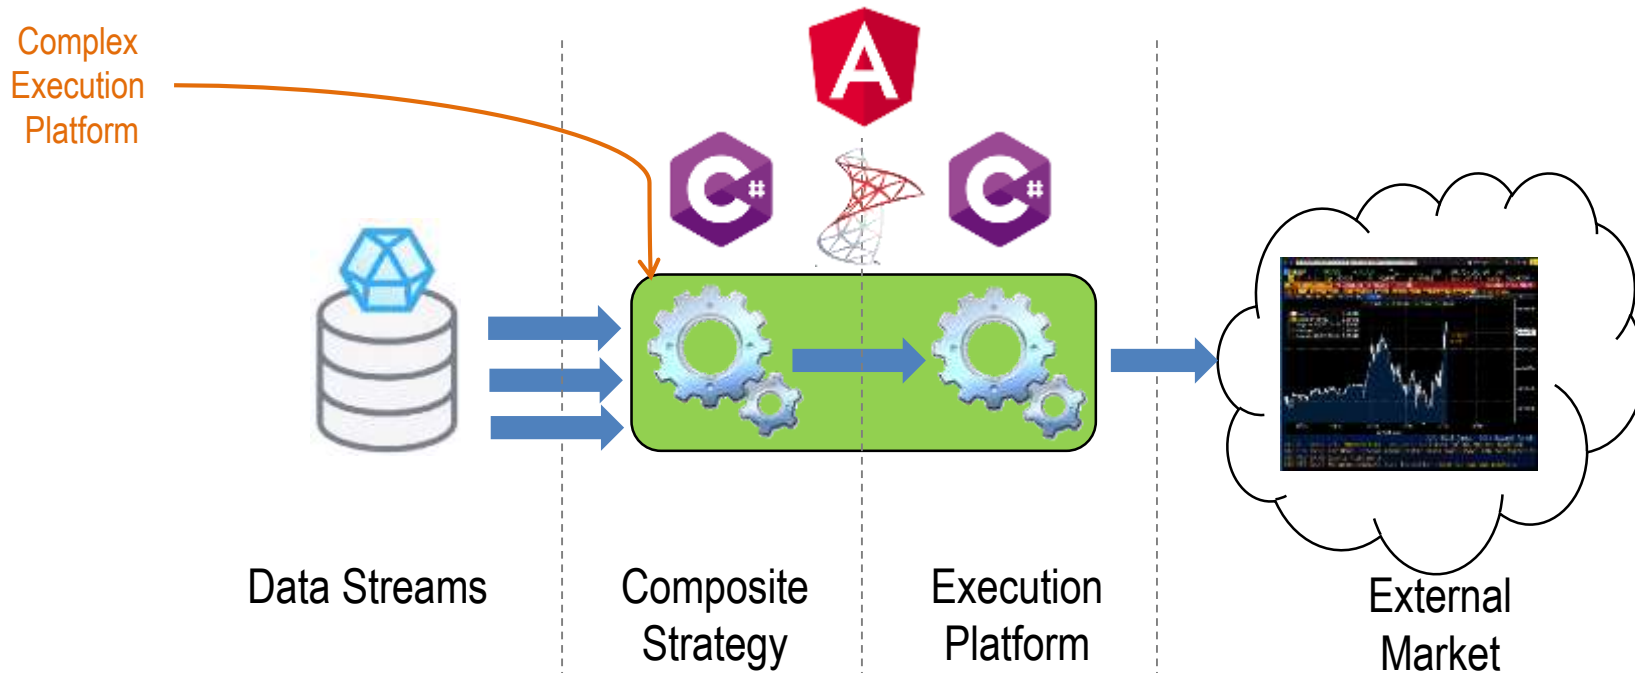 Complex
Execution
Platform
A
C#
C#
Data Streams
Composite
Strategy
Execution
Platform
External
Market